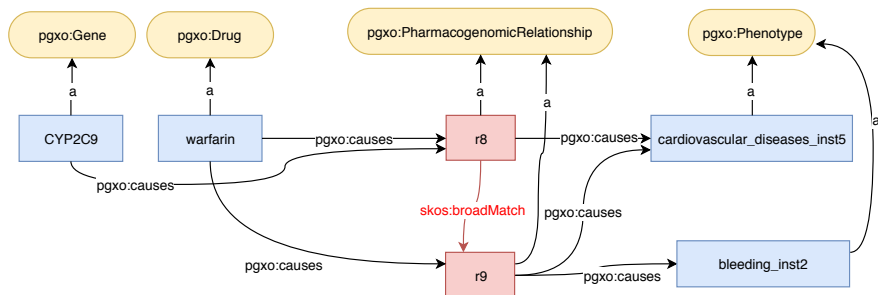 pgxo:Gene
pgxo:Drug
pgxo:PharmacogenomicRelationship
pgxo:Phenotype
a
a
a
a
a
a
CYP2C9
warfarin
pgxo:causes
r8
pgxo:causes
cardiovascular_diseases_inst5
pgxo:causes
skos:broadMatch
pgxo:causes
pgxo:causes
r9
pgxo:causes
bleeding_inst2